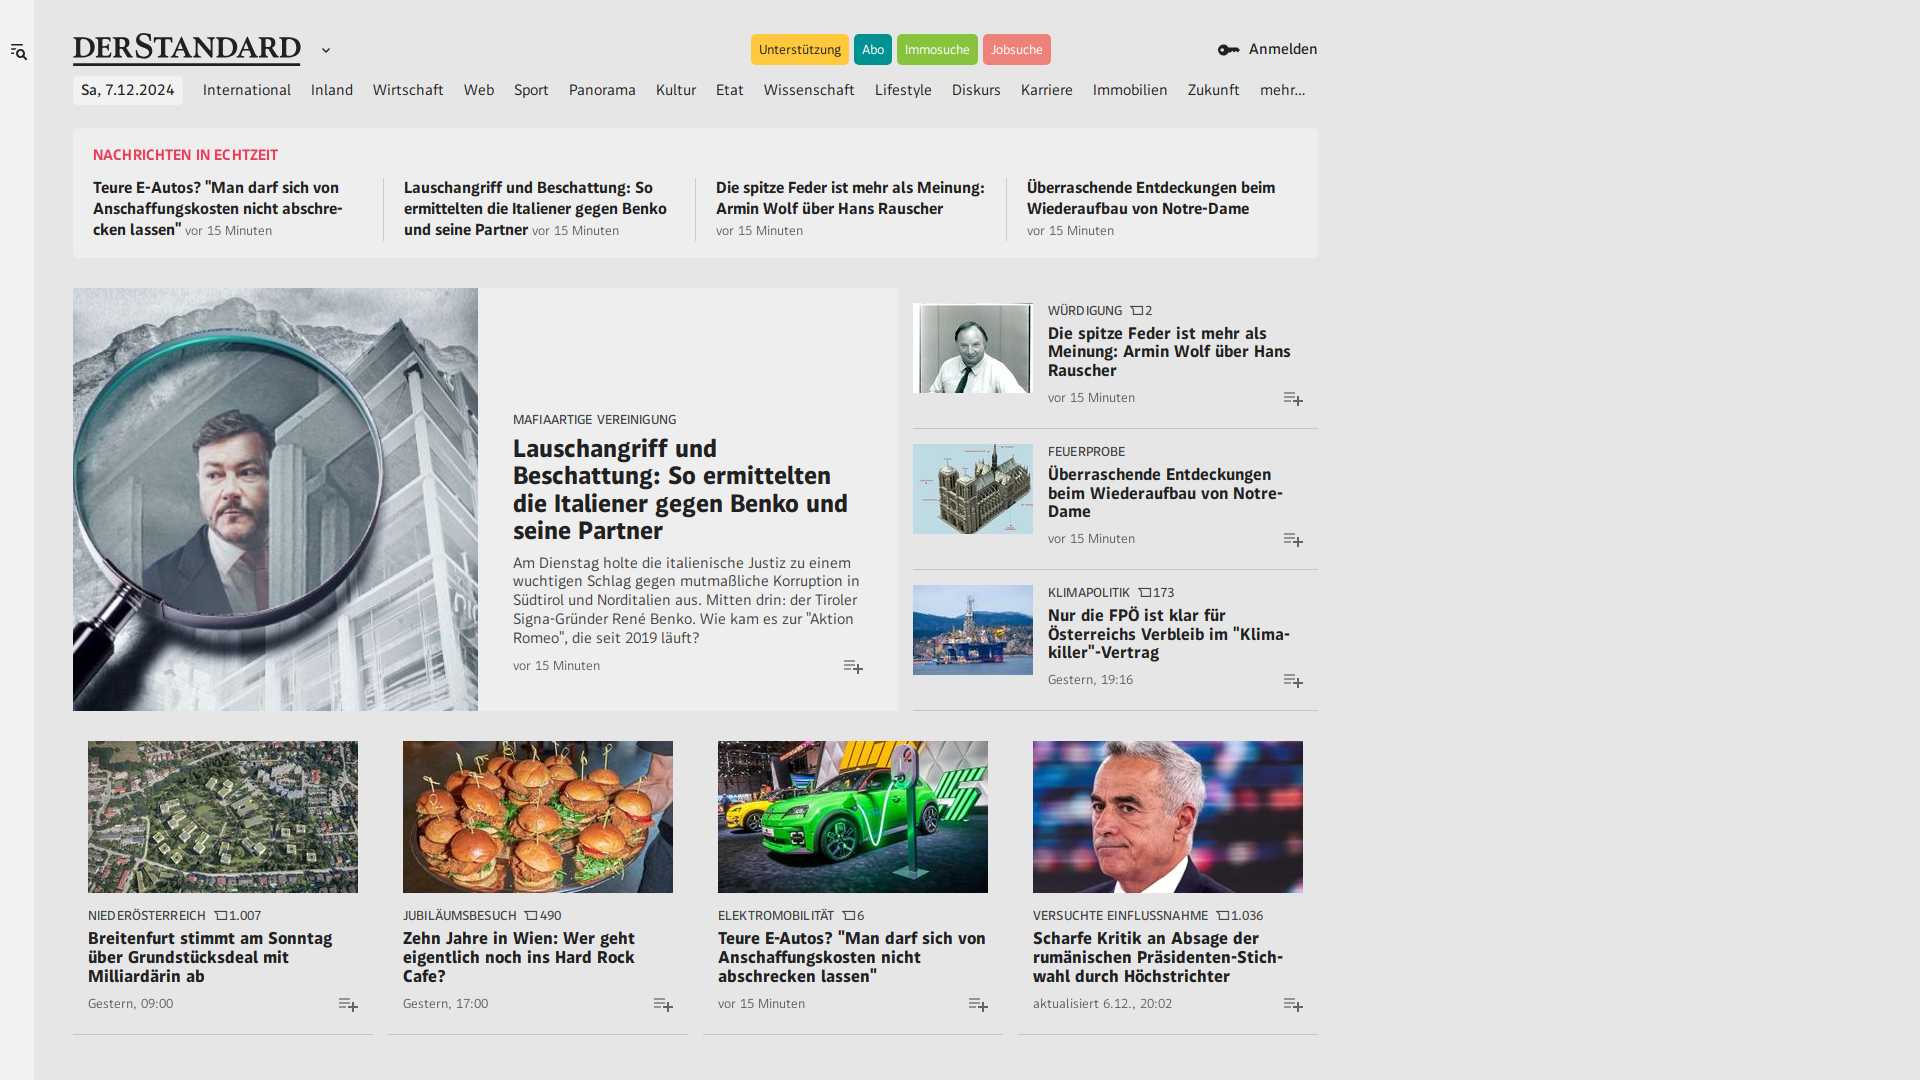 DERSTANDARD
Unterstützung
Abo
Immosuche
Jobsuche
Anmelden
Sa, 7.12.2024
International
Inland
Wirtschaft
Web
Sport
Panorama
Kultur
Etat
Wissenschaft
Lifestyle
Diskurs
Karriere
Immobilien
Zukunft
mehr…
NACHRICHTEN IN ECHTZEIT
Teure E-Autos? "Man darf sich von
Anschaffungskosten nicht abschre-
cken lassen" vor 15 Minuten
Lauschangriff und Beschattung: So
ermittelten die Italiener gegen Benko
und seine Partner vor 15 Minuten
Die spitze Feder ist mehr als Meinung:
Armin Wolf über Hans Rauscher
vor 15 Minuten
Überraschende Entdeckungen beim
Wiederaufbau von Notre-Dame
vor 15 Minuten
MAFIAARTIGE VEREINIGUNG
Lauschangriff und
Beschattung: So ermittelten
die Italiener gegen Benko und
seine Partner
Am Dienstag holte die italienische Justiz zu einem
wuchtigen Schlag gegen mutmaßliche Korruption in
Südtirol und Norditalien aus. Mitten drin: der Tiroler
Signa-Gründer René Benko. Wie kam es zur "Aktion
Romeo", die seit 2019 läuft?
vor 15 Minuten
WÜRDIGUNG 2
Die spitze Feder ist mehr als
Meinung: Armin Wolf über Hans
Rauscher
vor 15 Minuten
FEUERPROBE
Überraschende Entdeckungen
beim Wiederaufbau von Notre-
Dame
vor 15 Minuten
KLIMAPOLITIK 173
Nur die FPÖ ist klar für
Österreichs Verbleib im "Klima-
killer"-Vertrag
Gestern, 19:16
NIEDERÖSTERREICH 1.007
Breitenfurt stimmt am Sonntag
über Grundstücksdeal mit
Milliardärin ab
Gestern, 09:00
JUBILÄUMSBESUCH 490
Zehn Jahre in Wien: Wer geht
eigentlich noch ins Hard Rock
Cafe?
Gestern, 17:00
ELEKTROMOBILITÄT 6
Teure E-Autos? "Man darf sich von
Anschaffungskosten nicht
abschrecken lassen"
vor 15 Minuten
VERSUCHTE EINFLUSSNAHME 1.036
Scharfe Kritik an Absage der
rumänischen Präsidenten-Stich-
wahl durch Höchstrichter
aktualisiert 6.12., 20:02